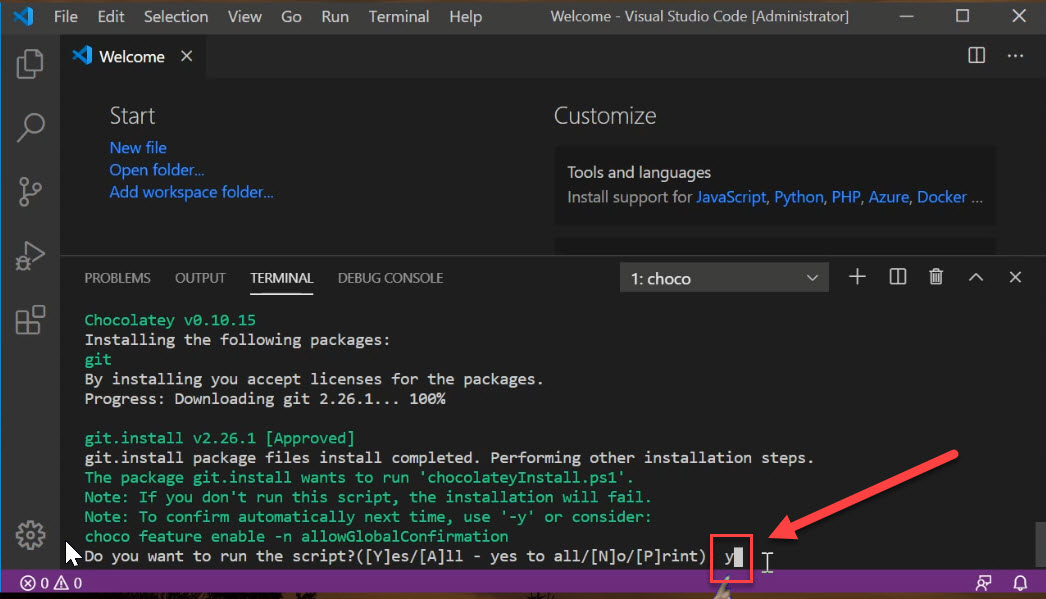 File Edit Selection View Go Run Terminal Help Welcome - Visual Studio Code [Administrator]
Welcome
Start
New file
Open folder...
Add workspace folder...
Customize
Tools and languages
Install support for JavaScript, Python, PHP, Azure, Docker ...
PROBLEMS OUTPUT TERMINAL DEBUG CONSOLE 1: choco
Chocolatey v0.10.15
Installing the following packages:
git
By installing you accept licenses for the packages.
Progress: Downloading git 2.26.1... 100%
git.install v2.26.1 [Approved]
git.install package files install completed. Performing other installation steps.
The package git.install wants to run 'chocolateyInstall.ps1'.
Note: If you don't run this script, the installation will fail.
Note: To confirm automatically next time, use '-y' or consider:
choco feature enable -n allowGlobalConfirmation
Do you want to run the script?([Y]es/[A]ll - yes to all/[N]o/[P]rint) y
0 0